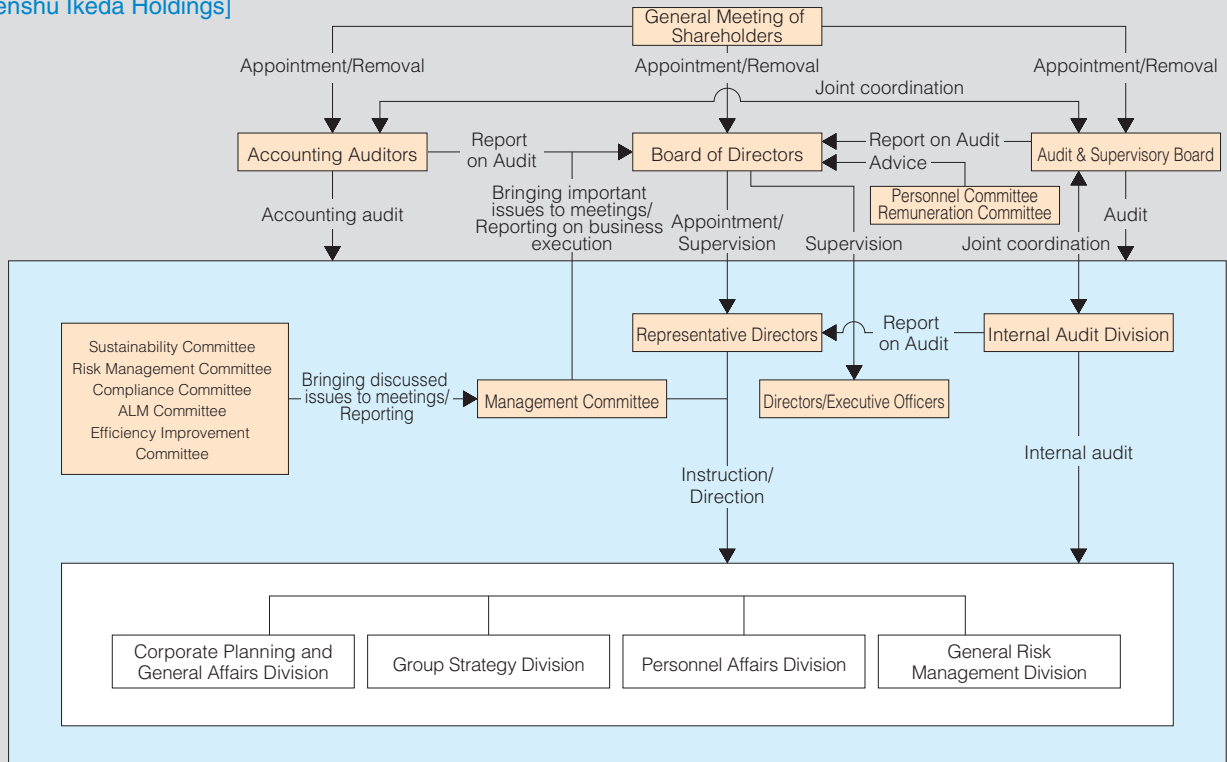 enshu Ikeda Holdings]
General Meeting of
Shareholders
Appointment/Removal
Appointment/Removal
Appointment/Removal
Joint coordination
Accounting Auditors
Report
on Audit
Board of Directors
Report on Audit
Advice
Audit & Supervisory Board
Personnel Committee
Remuneration Committee
Accounting audit
Bringing important
issues to meetings/
Reporting on business
execution
Appointment/
Supervision
Supervision
Joint coordination
Audit
Sustainability Committee
Risk Management Committee
Compliance Committee
ALM Committee
Efficiency Improvement
Committee
Bringing discussed
issues to meetings/
Reporting
Management Committee
Representative Directors
Report
on Audit
Internal Audit Division
Directors/Executive Officers
Instruction/
Direction
Internal audit
Corporate Planning and
General Affairs Division
Group Strategy Division
Personnel Affairs Division
General Risk
Management Division